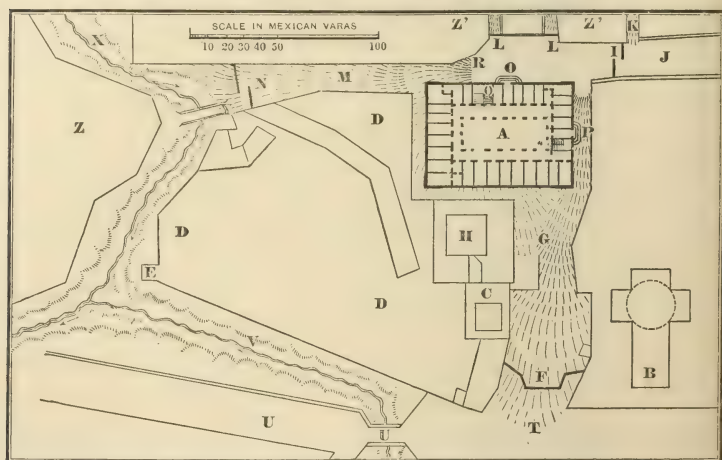 SCALE IN MEXICAN VARAS
10 20 30 40 50 100
X Z' Z' K
L L I J
N M R O
Z D Q
A P
D H G
E D C
V F B
U U T